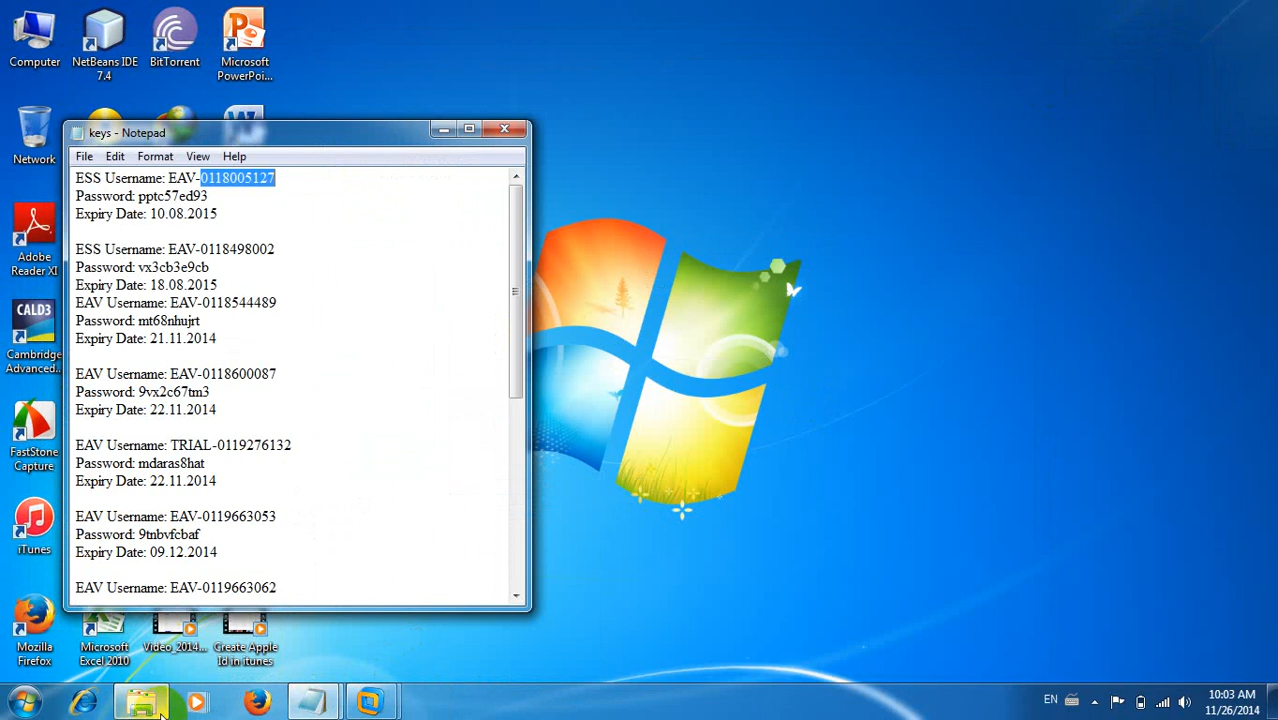 Computer
NetBeans IDE
7.4
BitTorrent
Microsoft
PowerPoi...
Network
keys - Notepad
File Edit Format View Help
ESS Username: EAV-0118005127
Password: pptc57ed93
Expiry Date: 10.08.2015
ESS Username: EAV-0118498002
Password: vx3cb3e9cb
Expiry Date: 18.08.2015
EAV Username: EAV-0118544489
Password: mt68nhujrt
Expiry Date: 21.11.2014
EAV Username: EAV-0118600087
Password: 9vx2c67tm3
Expiry Date: 22.11.2014
EAV Username: TRIAL-0119276132
Password: mdaras8hat
Expiry Date: 22.11.2014
EAV Username: EAV-0119663053
Password: 9tnbvfcbaf
Expiry Date: 09.12.2014
EAV Username: EAV-0119663062
Adobe
Reader XI
CALD3
Cambridge
Advanced...
FastStone
Capture
iTunes
Mozilla
Firefox
Microsoft
Excel 2010
Video_2014...
Create Apple
Id in itunes
EN
10:03 AM
11/26/2014